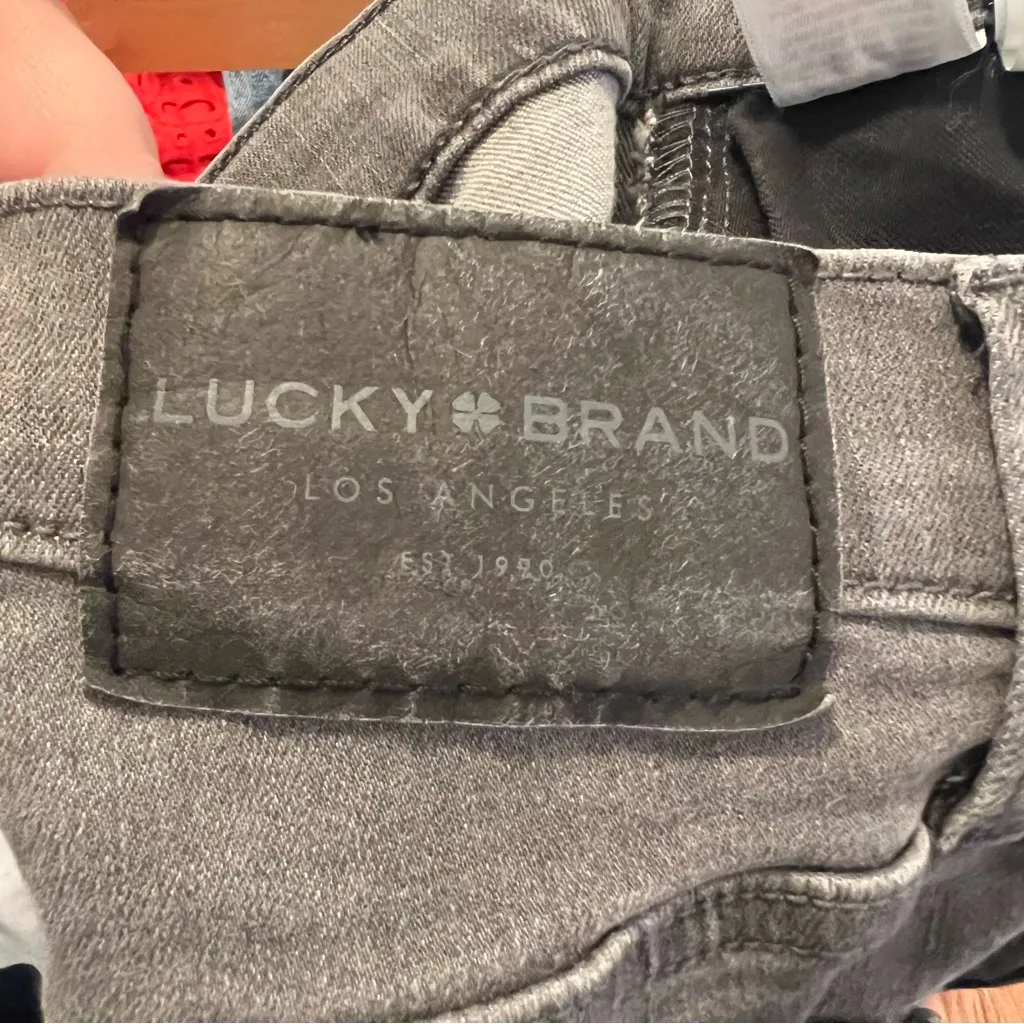 LUCKY BRAND
LOS ANGELES
EST 1990